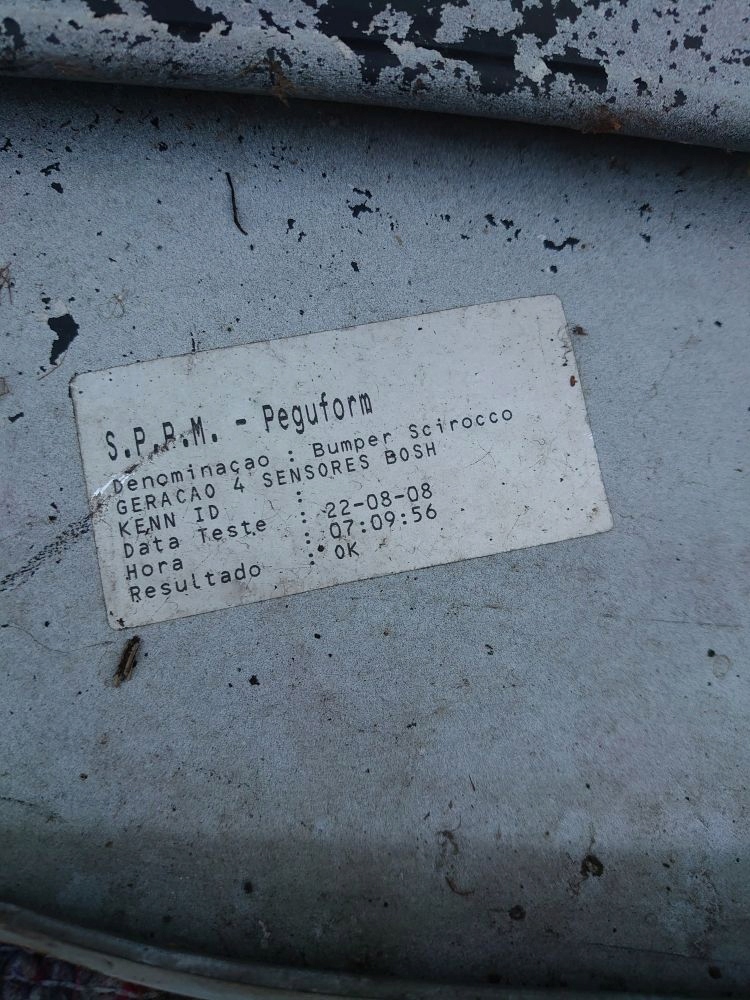 S.P.P.M. - Peguform
Denominaçao : Bumper Scirocco
GERACAO 4 SENSORES BOSH
KENN ID :
Data Teste : 22-08-08
Hora : 07:09:56
Resultado : OK